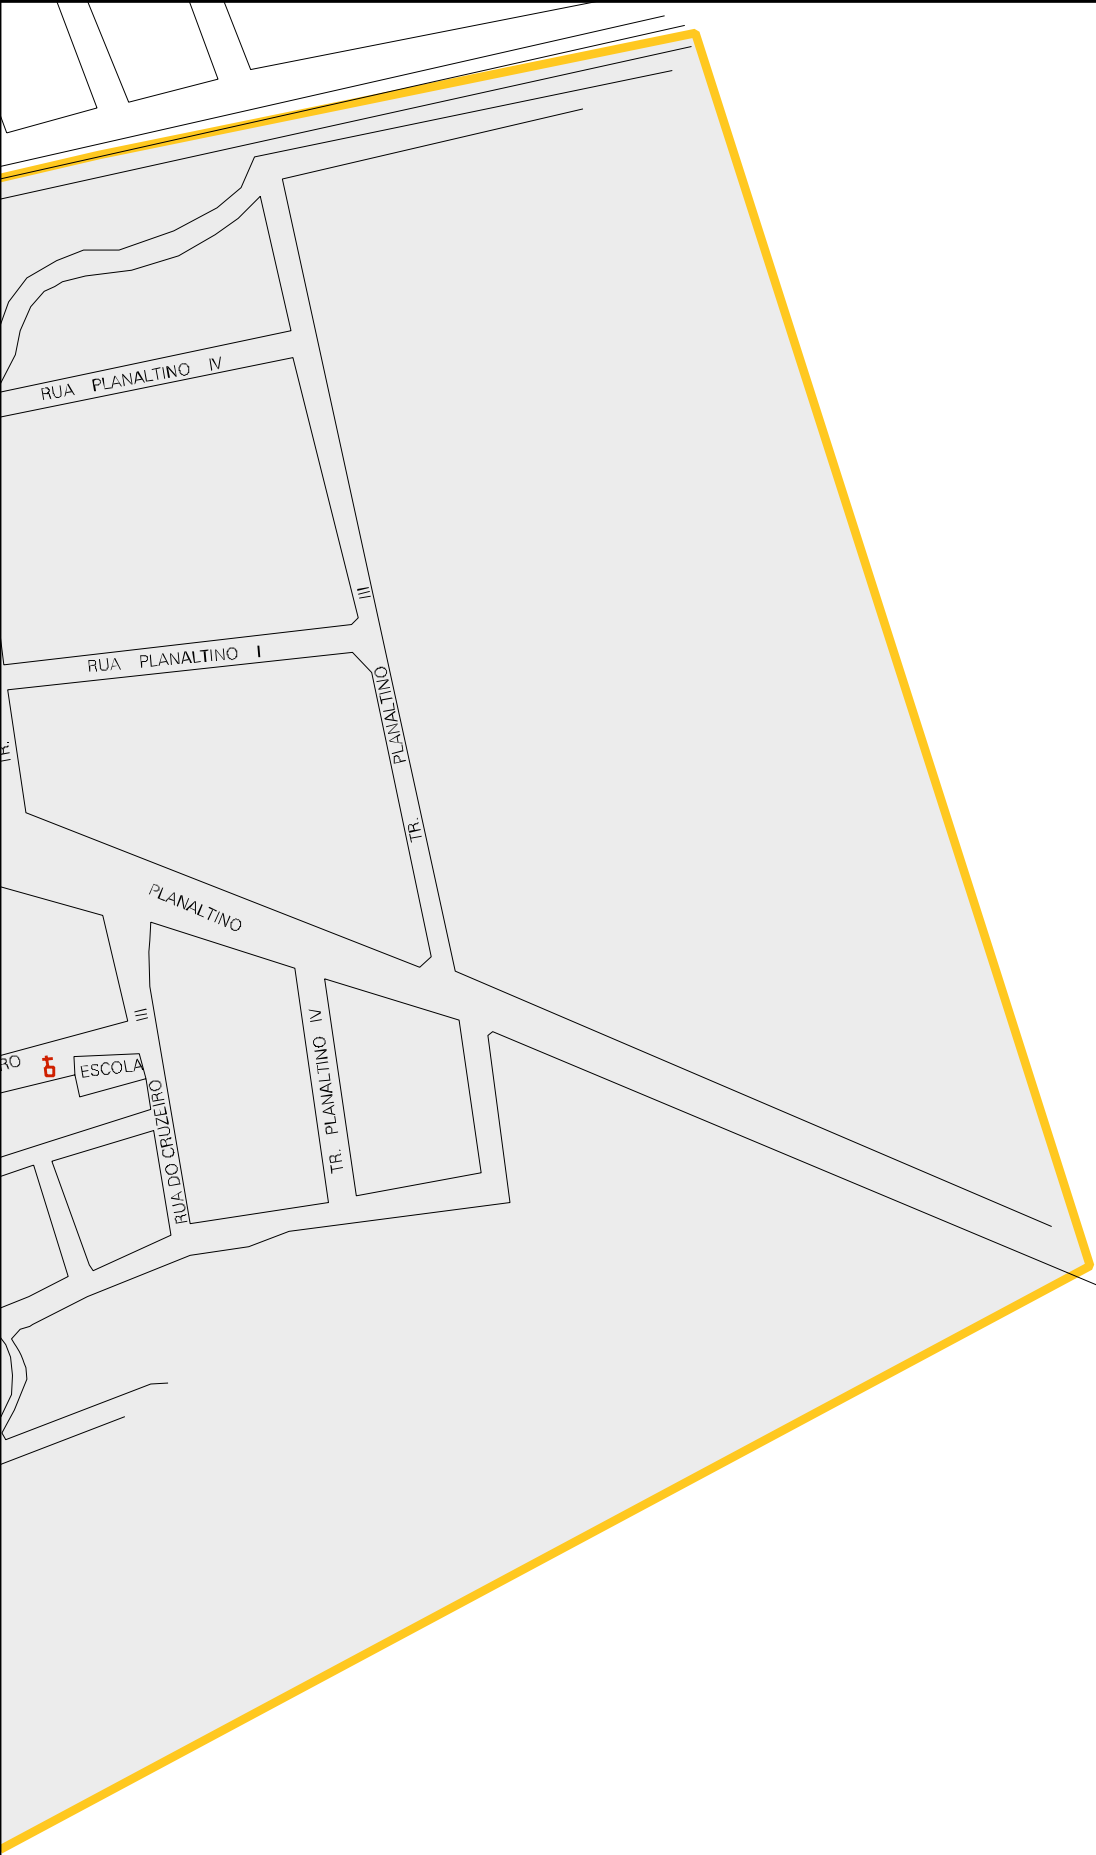 RUA PLANALTINO IV
TR. PLANALTINO III
RUA PLANALTINO I
TR.
PLANALTINO
RUA DO CRUZEIRO III
TR. PLANALTINO IV
RO
ESCOLA